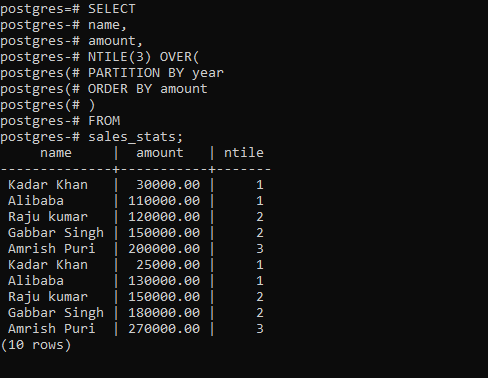 postgres=# SELECT
postgres-# name,
postgres-# amount,
postgres-# NTILE(3) OVER(
postgres(# PARTITION BY year
postgres(# ORDER BY amount
postgres(# )
postgres-# FROM
postgres-# sales_stats;
    name     |  amount   | ntile
--------------+-----------+-------
 Kadar Khan   |  30000.00 |     1
 Alibaba      | 110000.00 |     1
 Raju kumar   | 120000.00 |     2
 Gabbar Singh | 150000.00 |     2
 Amrish Puri  | 200000.00 |     3
 Kadar Khan   |  25000.00 |     1
 Alibaba      | 130000.00 |     1
 Raju kumar   | 150000.00 |     2
 Gabbar Singh | 180000.00 |     2
 Amrish Puri  | 270000.00 |     3
(10 rows)